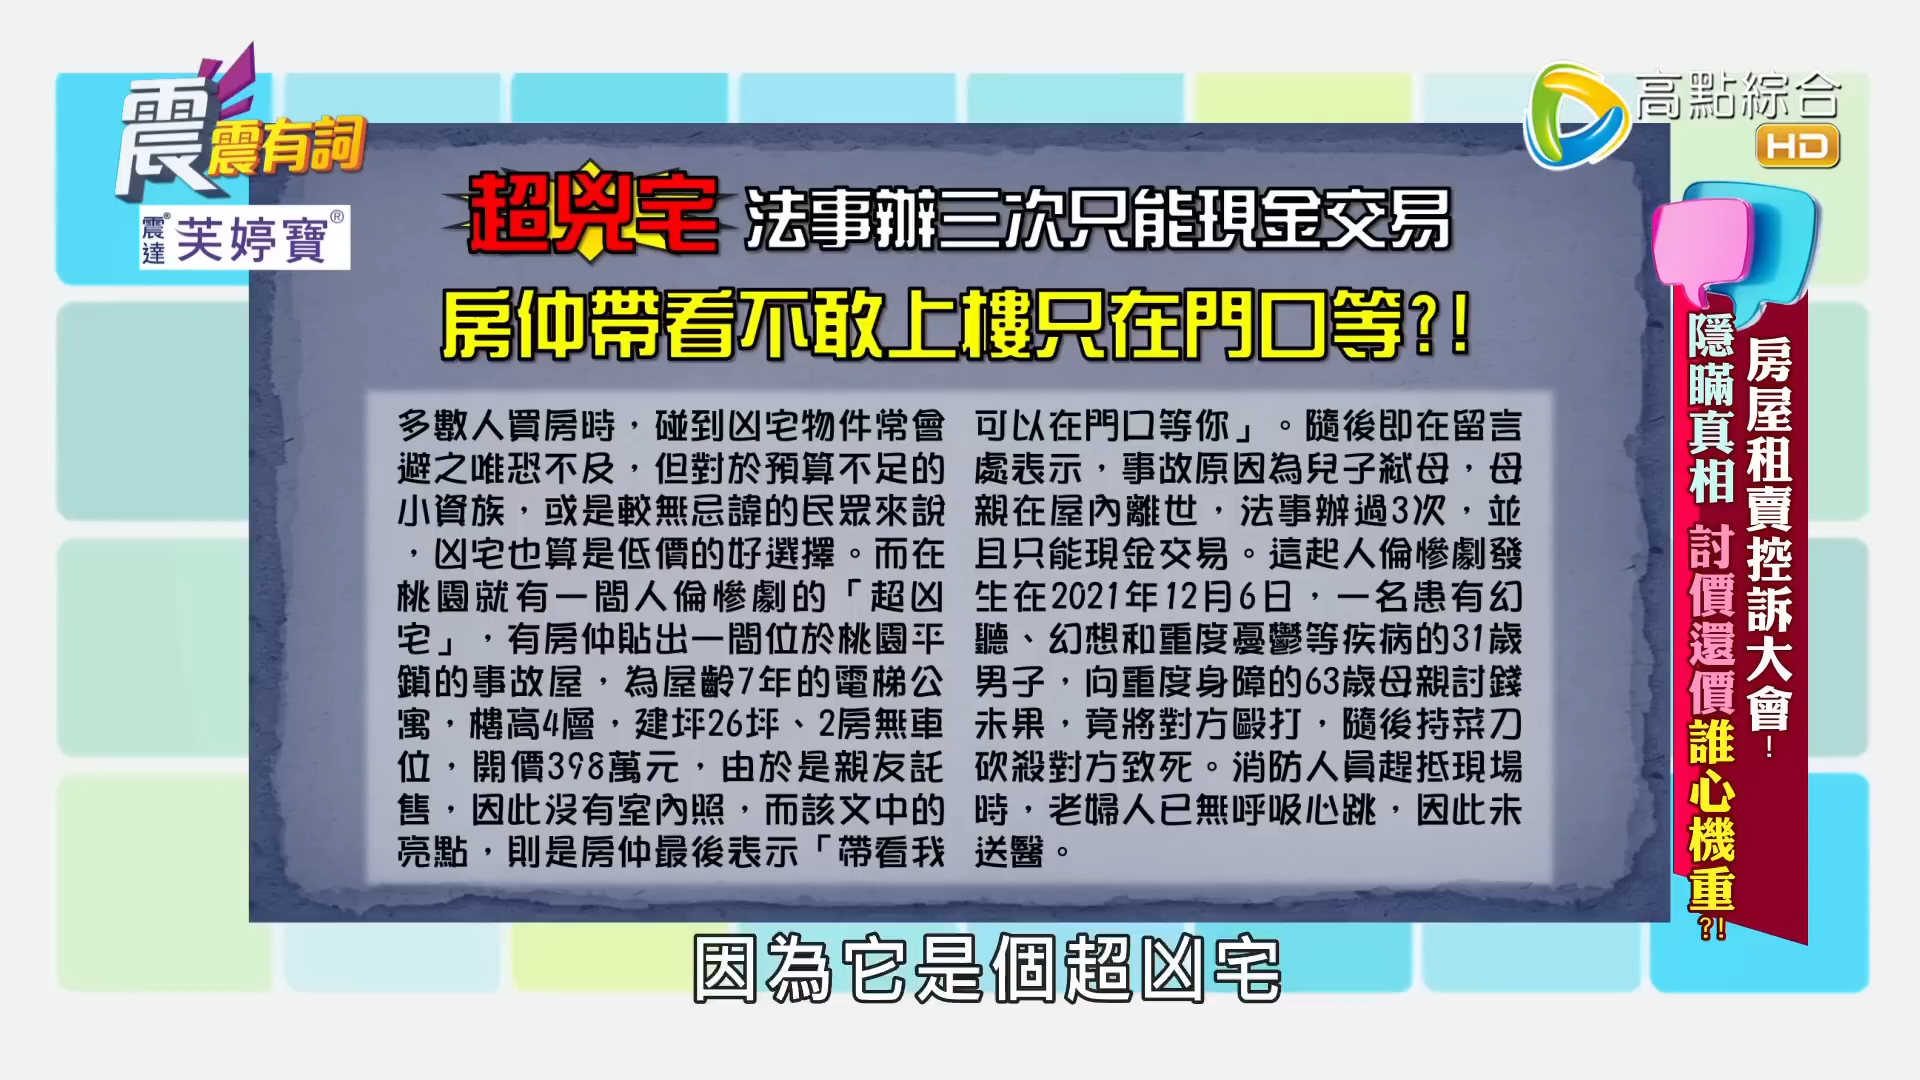 震震有詞
震達® 芙婷寶®
高點綜合
HD
超兇宅 法事辦三次只能現金交易
房仲帶看不敢上樓只在門口等?!
多數人買房時，碰到凶宅物件常會
避之唯恐不及，但對於預算不足的
小資族，或是較無忌諱的民眾來說
，凶宅也算是低價的好選擇。而在
桃園就有一間人倫慘劇的「超凶
宅」，有房仲貼出一間位於桃園平
鎮的事故屋，為屋齡7年的電梯公
寓，樓高4層，建坪26坪、2房無車
位，開價398萬元，由於是親友託
售，因此沒有室內照，而該文中的
亮點，則是房仲最後表示「帶看我
可以在門口等你」。隨後即在留言
處表示，事故原因為兒子弒母，母
親在屋內離世，法事辦過3次，並
且只能現金交易。這起人倫慘劇發
生在2021年12月6日，一名患有幻
聽、幻想和重度憂鬱等疾病的31歲
男子，向重度身障的63歲母親討錢
未果，竟將對方毆打，隨後持菜刀
砍殺對方致死。消防人員趕抵現場
時，老婦人已無呼吸心跳，因此未
送醫。
房屋租賣控訴大會！
隱瞞真相 討價還價誰心機重?!
因為它是個超凶宅